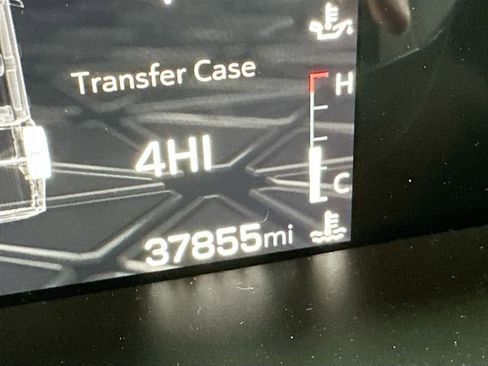 Transfer Case
H
4HI
C
37855mi